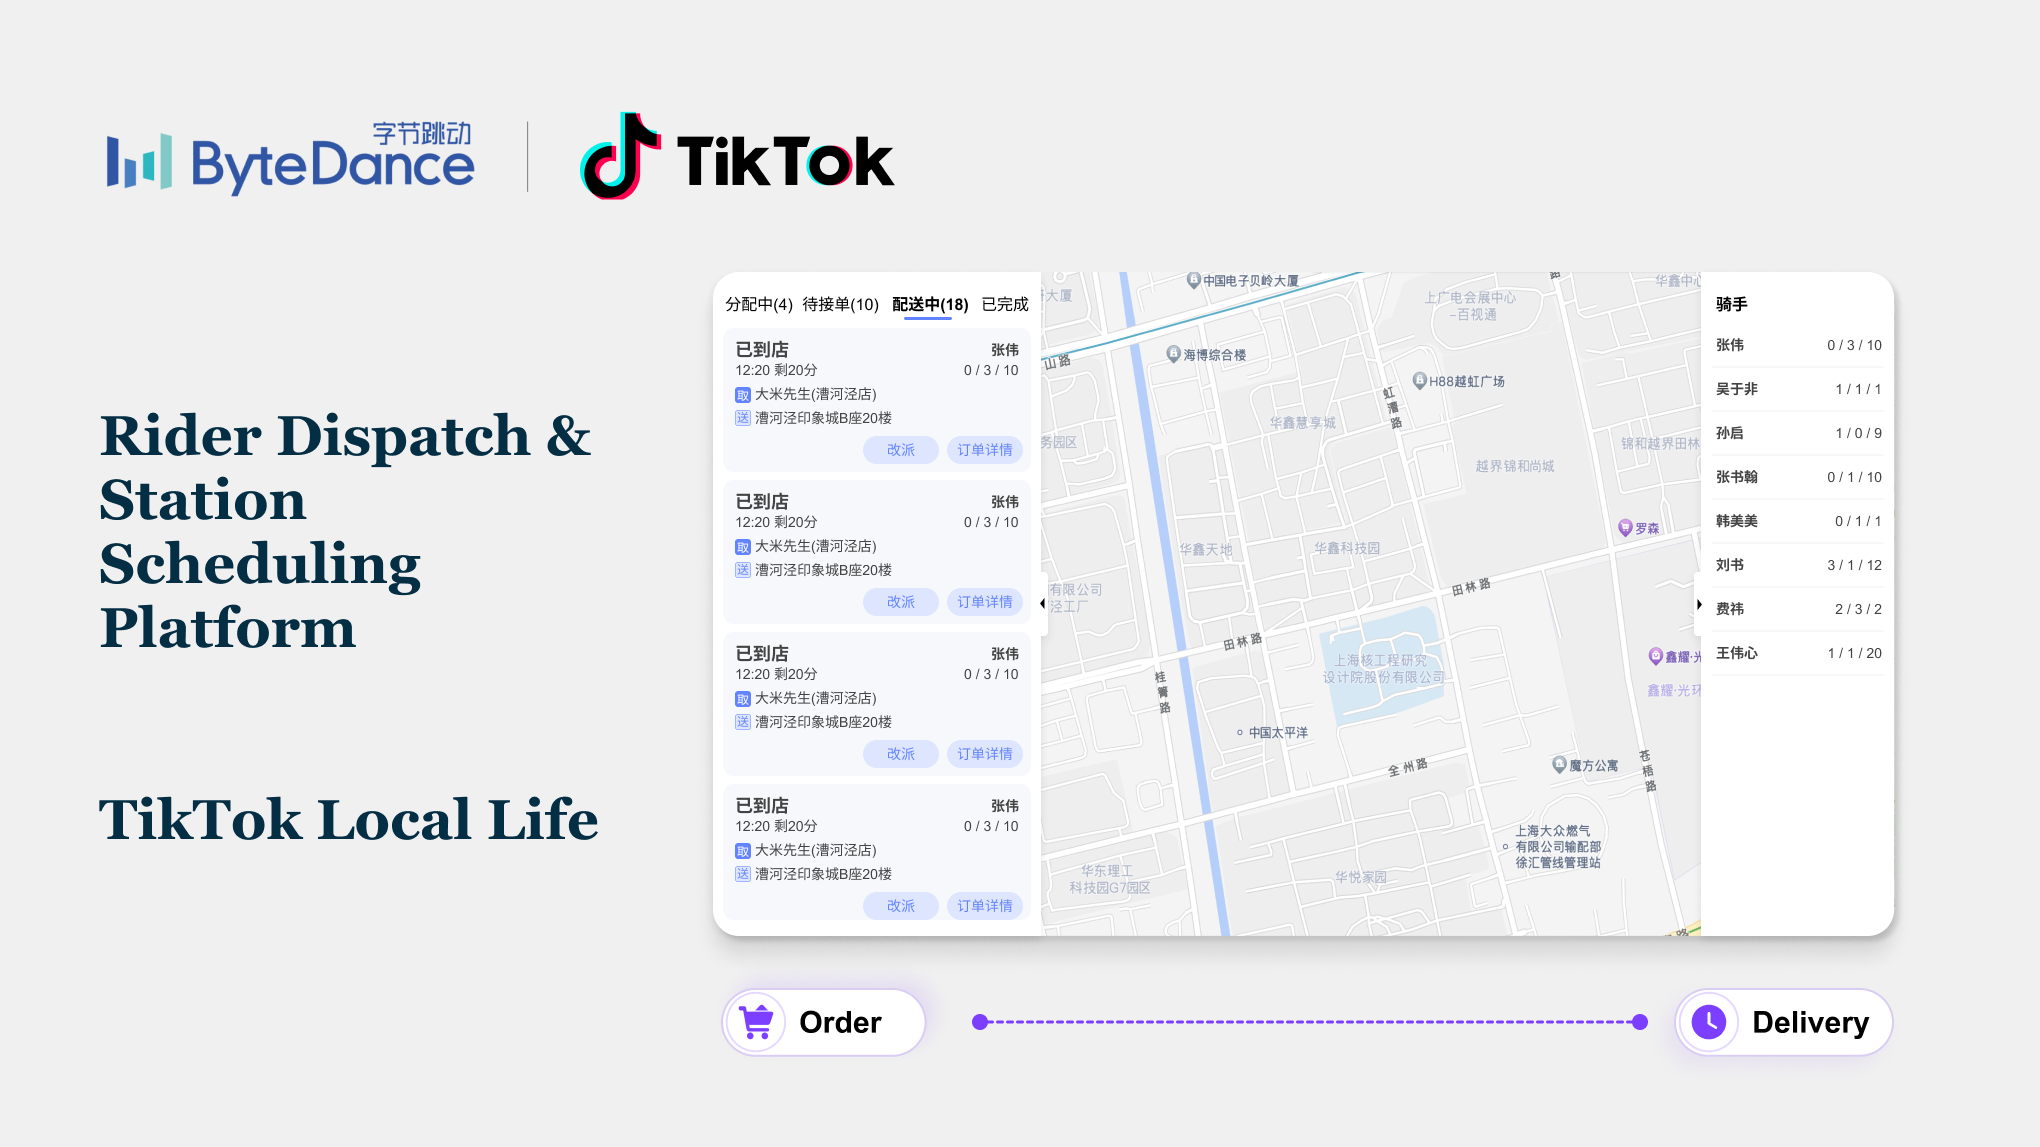 字节跳动
ByteDance
TikTok
Rider Dispatch &
Station
Scheduling
Platform
TikTok Local Life
分配中(4) 待接单(10) 配送中(18) 已完成
已到店 张伟
12:20 剩20分 0 / 3 / 10
取 大米先生(漕河泾店)
送 漕河泾印象城B座20楼
改派 订单详情
已到店 张伟
12:20 剩20分 0 / 3 / 10
取 大米先生(漕河泾店)
送 漕河泾印象城B座20楼
改派 订单详情
已到店 张伟
12:20 剩20分 0 / 3 / 10
取 大米先生(漕河泾店)
送 漕河泾印象城B座20楼
改派 订单详情
已到店 张伟
12:20 剩20分 0 / 3 / 10
取 大米先生(漕河泾店)
送 漕河泾印象城B座20楼
改派 订单详情
中国电子贝岭大厦
大厦
上广电会展中心
-百视通
华鑫中心
路
山路
海博综合楼
H88越虹广场
虹漕路
华鑫慧享城
务园区
锦和越界田林
越界锦和尚城
罗森
华鑫天地
华鑫科技园
田林路
有限公司
泾工厂
田林路
上海核工程研究
设计院股份有限公司
鑫耀·光
鑫耀·光环
桂箐路
中国太平洋
全州路
魔方公寓
苍梧路
上海大众燃气
有限公司输配部
徐汇管线管理站
华东理工
科技园G7园区
华悦家园
路
骑手
张伟 0 / 3 / 10
吴于非 1 / 1 / 1
孙启 1 / 0 / 9
张书翰 0 / 1 / 10
韩美美 0 / 1 / 1
刘书 3 / 1 / 12
费祎 2 / 3 / 2
王伟心 1 / 1 / 20
Order
Delivery